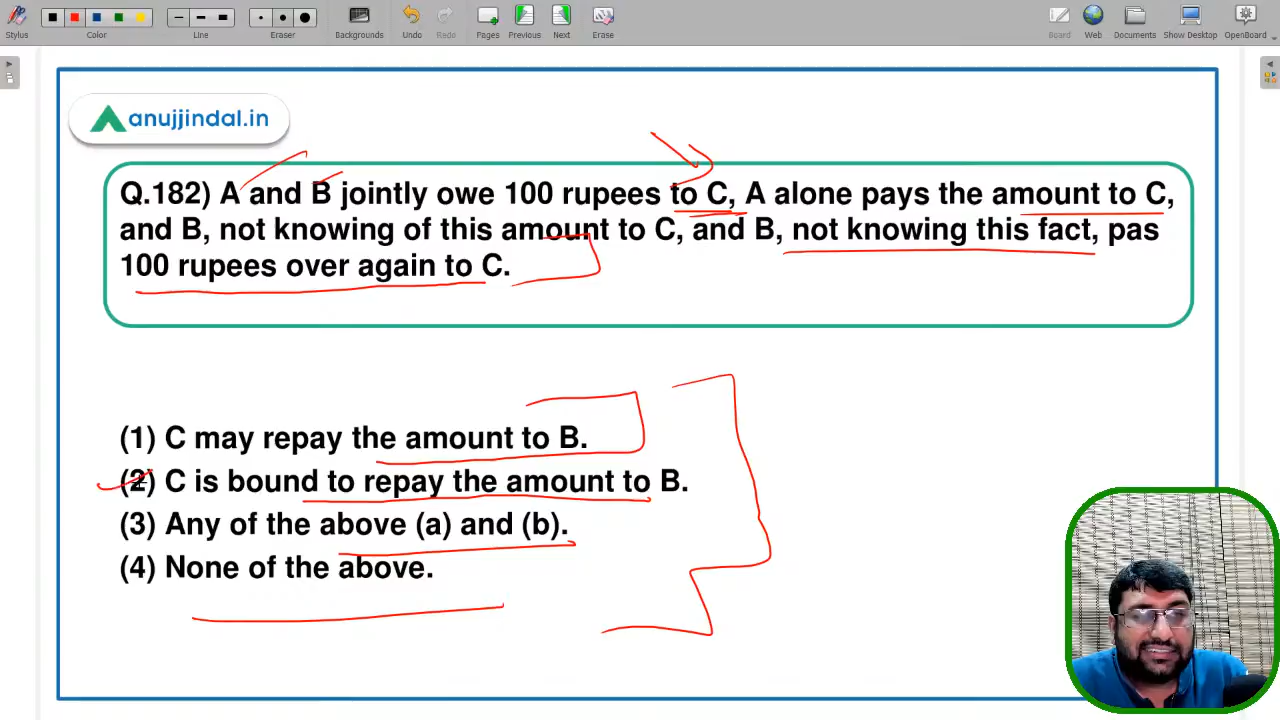 Stylus
Color
Line
Eraser
Backgrounds
Undo
Redo
Pages
Previous
Next
Erase
Board
Web
Documents
Show Desktop
OpenBoard
anujjindal.in
Q.182) A and B jointly owe 100 rupees to C, A alone pays the amount to C,
and B, not knowing of this amount to C, and B, not knowing this fact, pas
100 rupees over again to C.
(1) C may repay the amount to B.
(2) C is bound to repay the amount to B.
(3) Any of the above (a) and (b).
(4) None of the above.